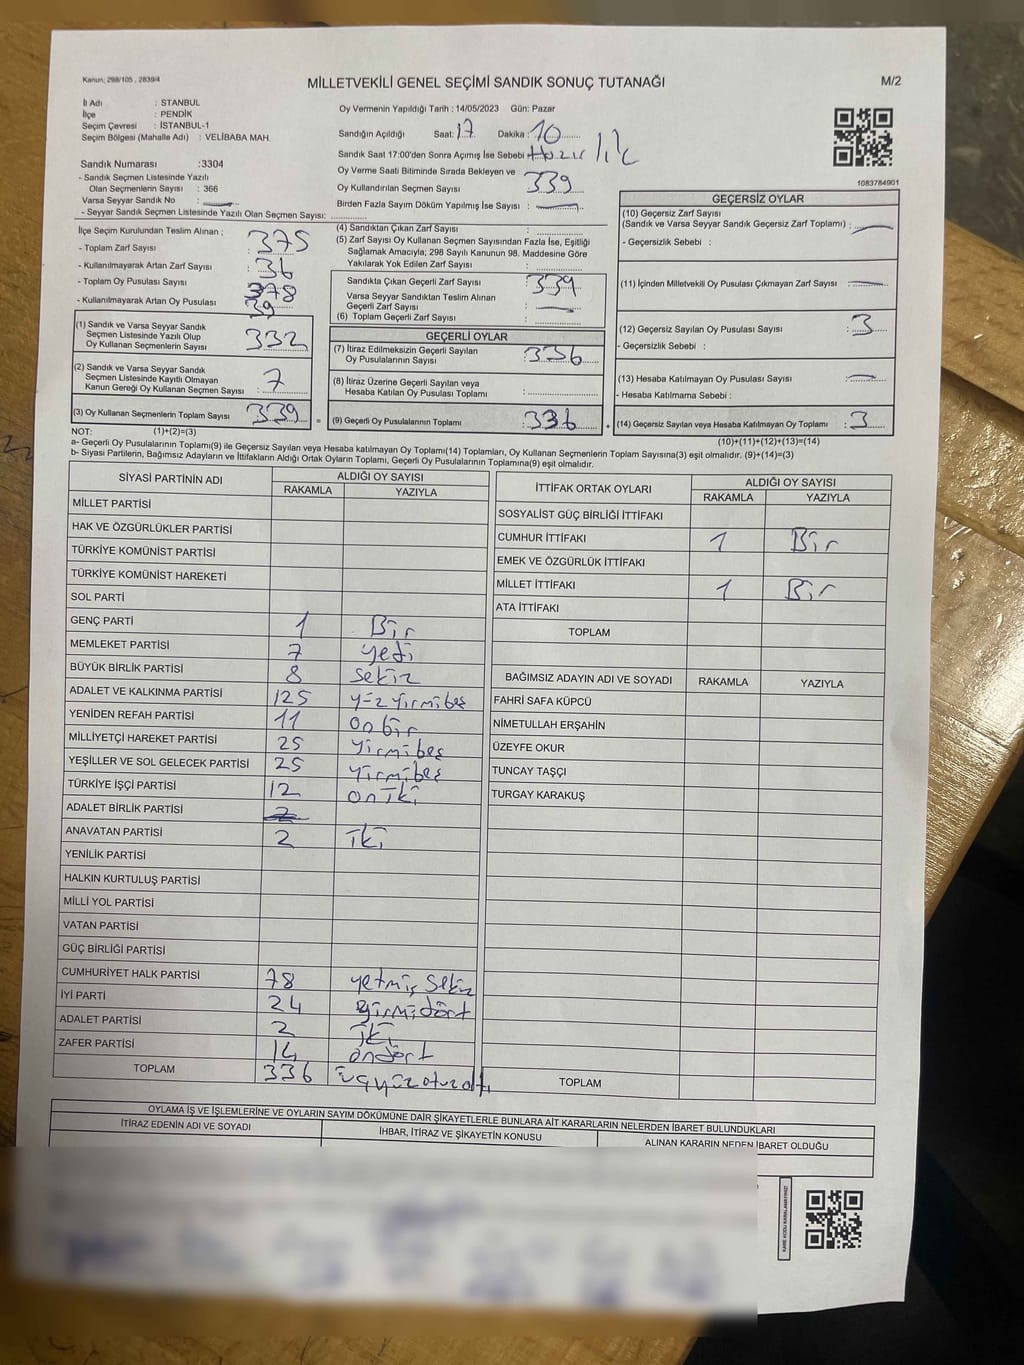 Kanun, 298/105 , 2839/4
MİLLETVEKİLİ GENEL SEÇİMİ SANDIK SONUÇ TUTANAĞI
M/2
İl Adı : STANBUL
İlçe : PENDİK
Seçim Çevresi : İSTANBUL-1
Seçim Bölgesi (Mahalle Adı) : VELİBABA MAH.
Oy Vermenin Yapıldığı Tarih : 14/05/2023 Gün: Pazar
Sandığın Açıldığı Saat: 17 Dakika : 10
Sandık Saat 17:00'den Sonra Açımış İse Sebebi Hazırlık
Oy Verme Saati Bitiminde Sırada Bekleyen ve
Oy Kullandırılan Seçmen Sayısı : 339
Birden Fazla Sayım Döküm Yapılmış İse Sayısı :
1083784901
Sandık Numarası :3304
- Sandık Seçmen Listesinde Yazılı
Olan Seçmenlerin Sayısı : 366
Varsa Seyyar Sandık No :
- Seyyar Sandık Seçmen Listesinde Yazılı Olan Seçmen Sayısı:
İlçe Seçim Kurulundan Teslim Alınan ;
- Toplam Zarf Sayısı : 375
- Kullanılmayarak Artan Zarf Sayısı : 36
- Toplam Oy Pusulası Sayısı : 378
- Kullanılmayarak Artan Oy Pusulası : 39
(1) Sandık ve Varsa Seyyar Sandık
Seçmen Listesinde Yazılı Olup
Oy Kullanan Seçmenlerin Sayısı : 332
(2) Sandık ve Varsa Seyyar Sandık
Seçmen Listesinde Kayıtlı Olmayan
Kanun Gereği Oy Kullanan Seçmen Sayısı : 7
(3) Oy Kullanan Seçmenlerin Toplam Sayısı : 339 =
(4) Sandıktan Çıkan Zarf Sayısı :
(5) Zarf Sayısı Oy Kullanan Seçmen Sayısından Fazla İse, Eşitliği
Sağlamak Amacıyla; 298 Sayılı Kanunun 98. Maddesine Göre
Yakılarak Yok Edilen Zarf Sayısı :
Sandıkta Çıkan Geçerli Zarf Sayısı : 339
Varsa Seyyar Sandıktan Teslim Alınan
Geçerli Zarf Sayısı :
(6) Toplam Geçerli Zarf Sayısı :
GEÇERLİ OYLAR
(7) İtiraz Edilmeksizin Geçerli Sayılan
Oy Pusulalarının Sayısı : 336
(8) İtiraz Üzerine Geçerli Sayılan veya
Hesaba Katılan Oy Pusulası Toplamı :
(9) Geçerli Oy Pusulalarının Toplamı : 336 +
GEÇERSİZ OYLAR
(10) Geçersiz Zarf Sayısı
(Sandık ve Varsa Seyyar Sandık Geçersiz Zarf Toplamı) :
- Geçersizlik Sebebi :
(11) İçinden Milletvekili Oy Pusulası Çıkmayan Zarf Sayısı :
(12) Geçersiz Sayılan Oy Pusulası Sayısı : 3
- Geçersizlik Sebebi :
(13) Hesaba Katılmayan Oy Pusulası Sayısı :
- Hesaba Katılmama Sebebi :
(14) Geçersiz Sayılan veya Hesaba Katılmayan Oy Toplamı : 3
NOT: (1)+(2)=(3)
(10)+(11)+(12)+(13)=(14)
a- Geçerli Oy Pusulalarının Toplamı(9) ile Geçersiz Sayılan veya Hesaba katılmayan Oy Toplamı(14) Toplamları, Oy Kullanan Seçmenlerin Toplam Sayısına(3) eşit olmalıdır. (9)+(14)=(3)
b- Siyasi Partilerin, Bağımsız Adayların ve İttifakların Aldığı Ortak Oyların Toplamı, Geçerli Oy Pusulalarının Toplamına(9) eşit olmalıdır.
SİYASİ PARTİNİN ADI ALDIĞI OY SAYISI
RAKAMLA YAZIYLA
MİLLET PARTİSİ
HAK VE ÖZGÜRLÜKLER PARTİSİ
TÜRKİYE KOMÜNİST PARTİSİ
TÜRKİYE KOMÜNİST HAREKETİ
SOL PARTİ
GENÇ PARTİ 1 Bir
MEMLEKET PARTİSİ 7 yedi
BÜYÜK BİRLİK PARTİSİ 8 sekiz
ADALET VE KALKINMA PARTİSİ 125 yüz yirmibeş
YENİDEN REFAH PARTİSİ 11 onbir
MİLLİYETÇİ HAREKET PARTİSİ 25 yirmibeş
YEŞİLLER VE SOL GELECEK PARTİSİ 25 yirmibeş
TÜRKİYE İŞÇİ PARTİSİ 12 oniki
ADALET BİRLİK PARTİSİ
ANAVATAN PARTİSİ 2 iki
YENİLİK PARTİSİ
HALKIN KURTULUŞ PARTİSİ
MİLLİ YOL PARTİSİ
VATAN PARTİSİ
GÜÇ BİRLİĞİ PARTİSİ
CUMHURİYET HALK PARTİSİ 78 yetmiş sekiz
İYİ PARTİ 24 yirmidört
ADALET PARTİSİ 2 iki
ZAFER PARTİSİ 14 ondört
TOPLAM 336 üçyüzotuzaltı
İTTİFAK ORTAK OYLARI ALDIĞI OY SAYISI
RAKAMLA YAZIYLA
SOSYALİST GÜÇ BİRLİĞİ İTTİFAKI
CUMHUR İTTİFAKI 1 Bir
EMEK VE ÖZGÜRLÜK İTTİFAKI
MİLLET İTTİFAKI 1 Bir
ATA İTTİFAKI
TOPLAM
BAĞIMSIZ ADAYIN ADI VE SOYADI RAKAMLA YAZIYLA
FAHRİ SAFA KÜPCÜ
NİMETULLAH ERŞAHİN
ÜZEYFE OKUR
TUNCAY TAŞÇI
TURGAY KARAKUŞ
TOPLAM
OYLAMA İŞ VE İŞLEMLERİNE VE OYLARIN SAYIM DÖKÜMÜNE DAİR ŞİKAYETLERLE BUNLARA AİT KARARLARIN NELERDEN İBARET BULUNDUKLARI
İTİRAZ EDENİN ADI VE SOYADI İHBAR, İTİRAZ VE ŞİKAYETİN KONUSU ALINAN KARARIN NEDEN İBARET OLDUĞU